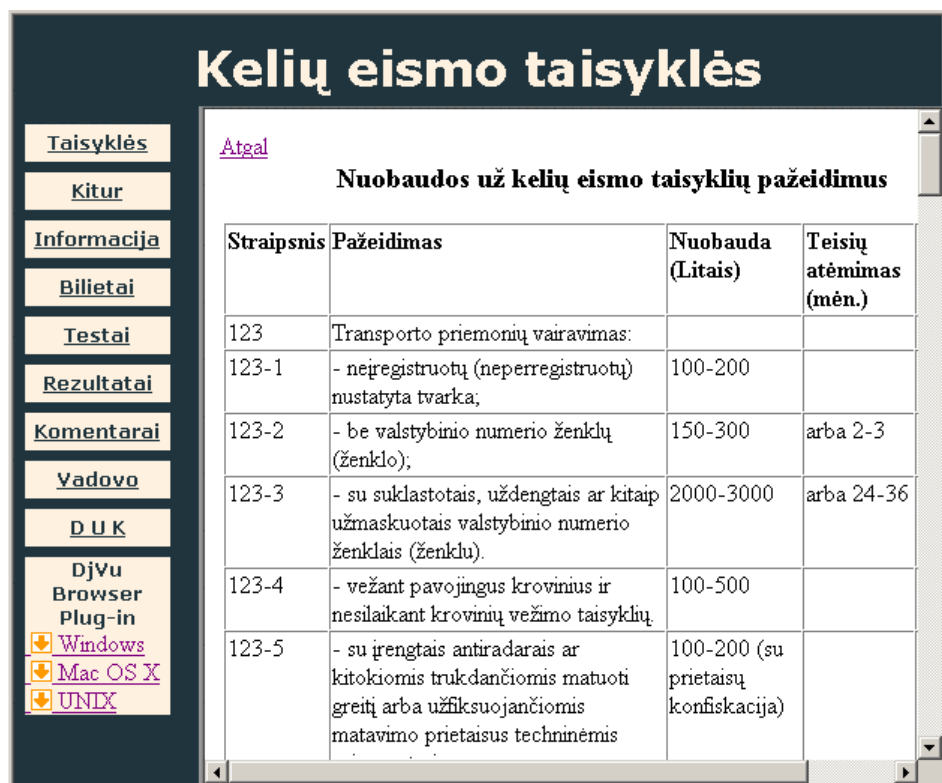 Kelių eismo taisyklės
Taisyklės
Kitur
Informacija
Bilietai
Testai
Rezultatai
Komentarai
Vadovo
D U K
DjVu
Browser
Plug-in
Windows
Mac OS X
UNIX
Atgal
Nuobaudos už kelių eismo taisyklių pažeidimus
Straipsnis Pažeidimas Nuobauda (Litais) Teisių atėmimas (mėn.)
123 Transporto priemonių vairavimas:
123-1 - neįregistruotų (neperregistruotų) 100-200
nustatyta tvarka;
123-2 - be valstybinio numerio ženklų 150-300 arba 2-3
(ženklo);
123-3 - su suklastotais, uždengtais ar kitaip 2000-3000 arba 24-36
užmaskuotais valstybinio numerio
ženklais (ženklu).
123-4 - vežant pavojingus krovinius ir 100-500
nesilaikant krovinių vežimo taisyklių.
123-5 - su įrengtais antiradarais ar 100-200 (su
kitokiomis trukdančiomis matuoti prietaisų
greitį arba užfiksuojančiomis konfiskacija)
matavimo prietaisus techninėmis